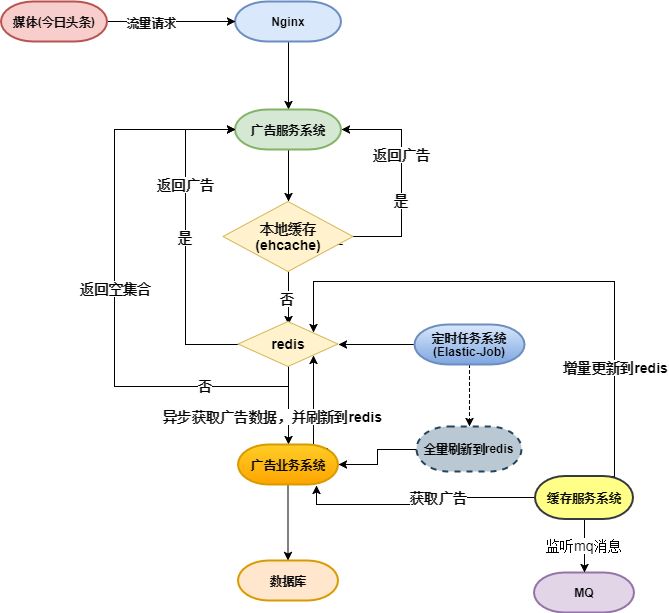 媒体(今日头条)
流量请求
Nginx
广告服务系统
返回广告
返回广告
是
本地缓存
(ehcache)
是
返回空集合
否
redis
定时任务系统
(Elastic-Job)
增量更新到redis
否
异步获取广告数据，并刷新到redis
全量刷新到redis
广告业务系统
获取广告
缓存服务系统
监听mq消息
数据库
MQ